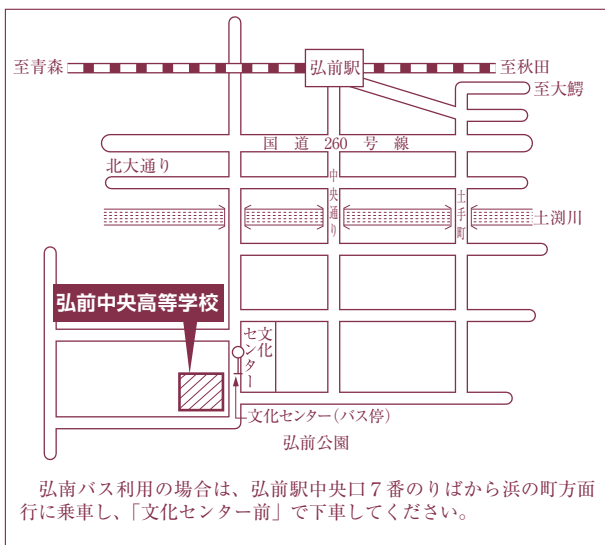 至青森
弘前駅
至秋田
至大鰐
国道260号線
北大通り
中央通り
土手町
土渕川
弘前中央高等学校
文化
センター
文化センター(バス停)
弘前公園
弘南バス利用の場合は、弘前駅中央口7番のりばから浜の町方面
行に乗車し、「文化センター前」で下車してください。